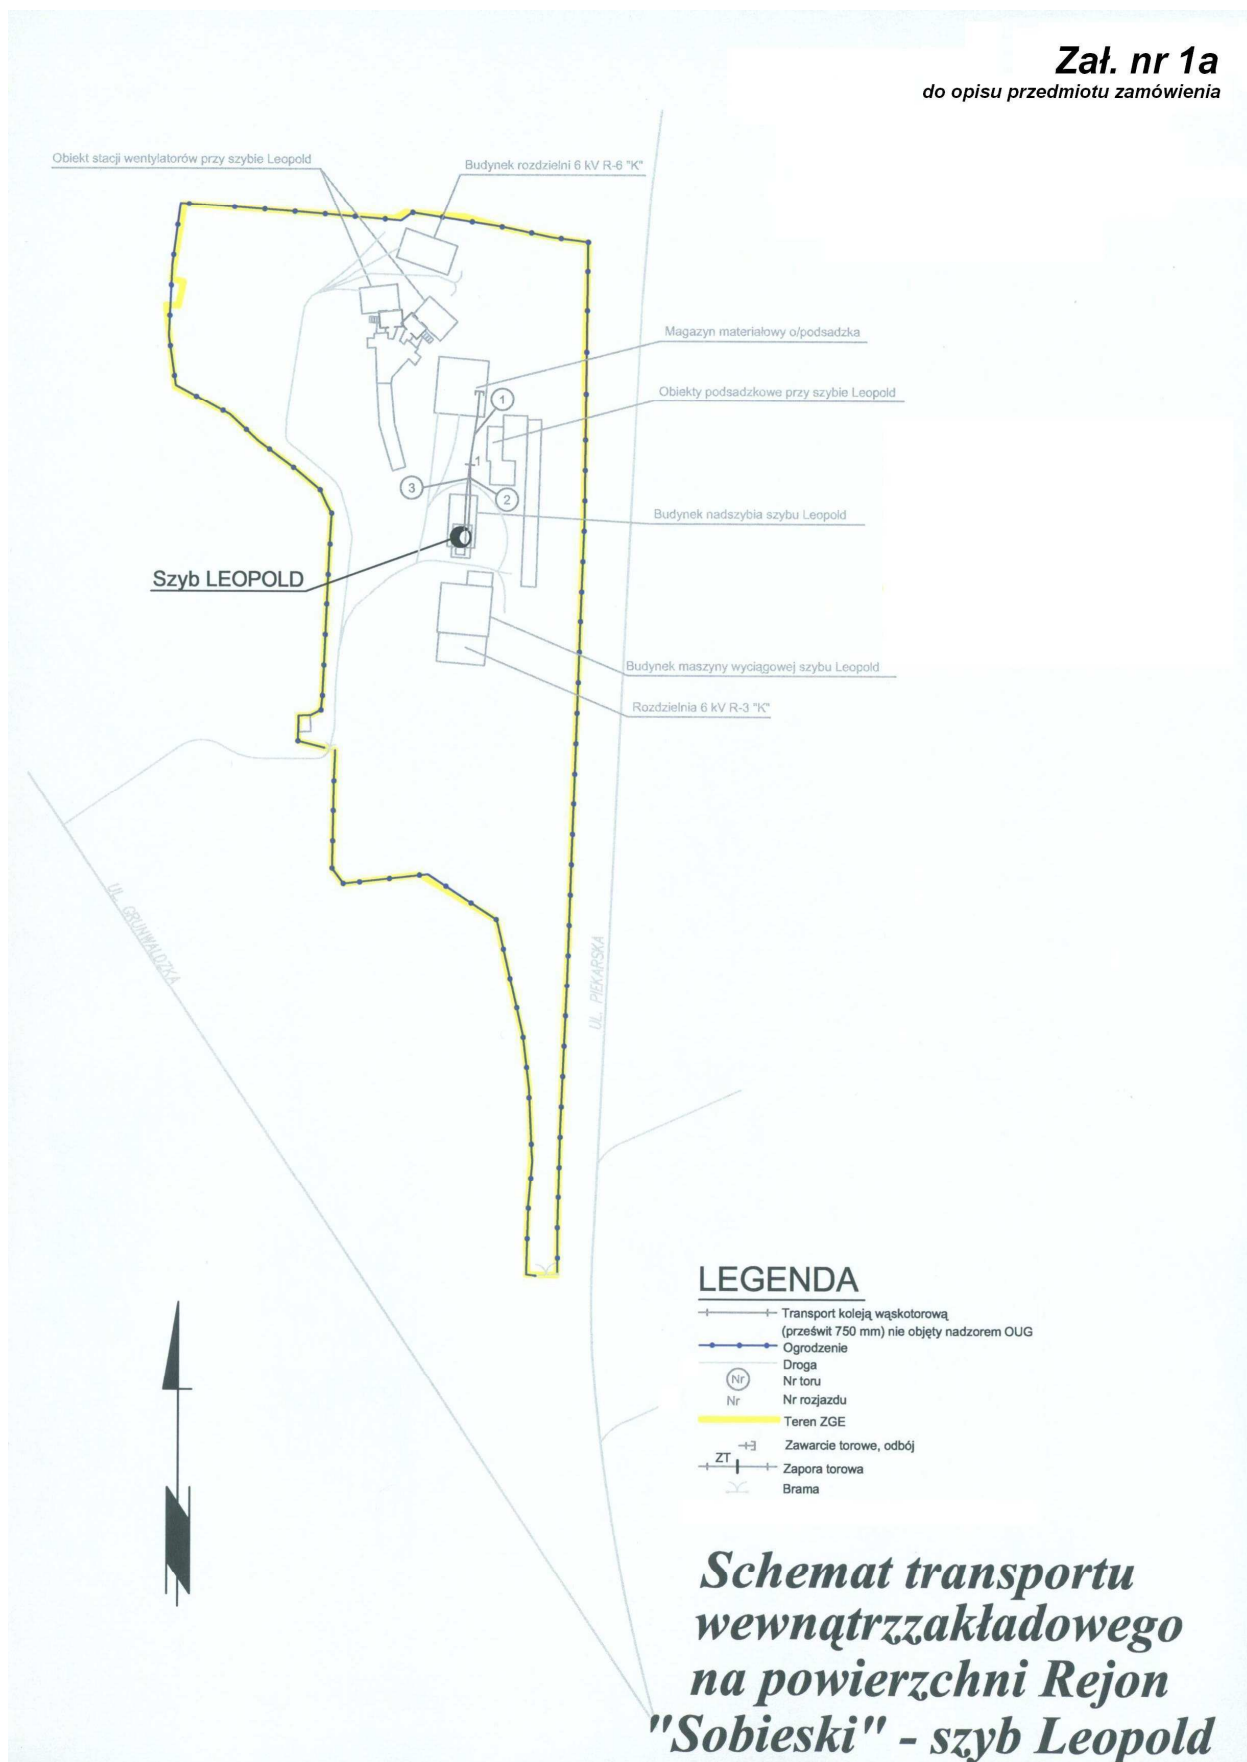 Zał. nr 1a
do opisu przedmiotu zamówienia
Obiekt stacji wentylatorów przy szybie Leopold
Budynek rozdzielni 6 kV R-6 "K"
Magazyn materiałowy o/podsadzka
Obiekty podsadzkowe przy szybie Leopold
1
1
3
2
Budynek nadszybia szybu Leopold
Szyb LEOPOLD
Budynek maszyny wyciągowej szybu Leopold
Rozdzielnia 6 kV R-3 "K"
UL. GRUNWALDZKA
UL. PIEKARSKA
LEGENDA
Transport koleją wąskotorową
(prześwit 750 mm) nie objęty nadzorem OUG
Ogrodzenie
Droga
Nr Nr toru
Nr Nr rozjazdu
Teren ZGE
Zawarcie torowe, odbój
ZT Zapora torowa
Brama
N
Schemat transportu
wewnątrzzakładowego
na powierzchni Rejon
"Sobieski" - szyb Leopold